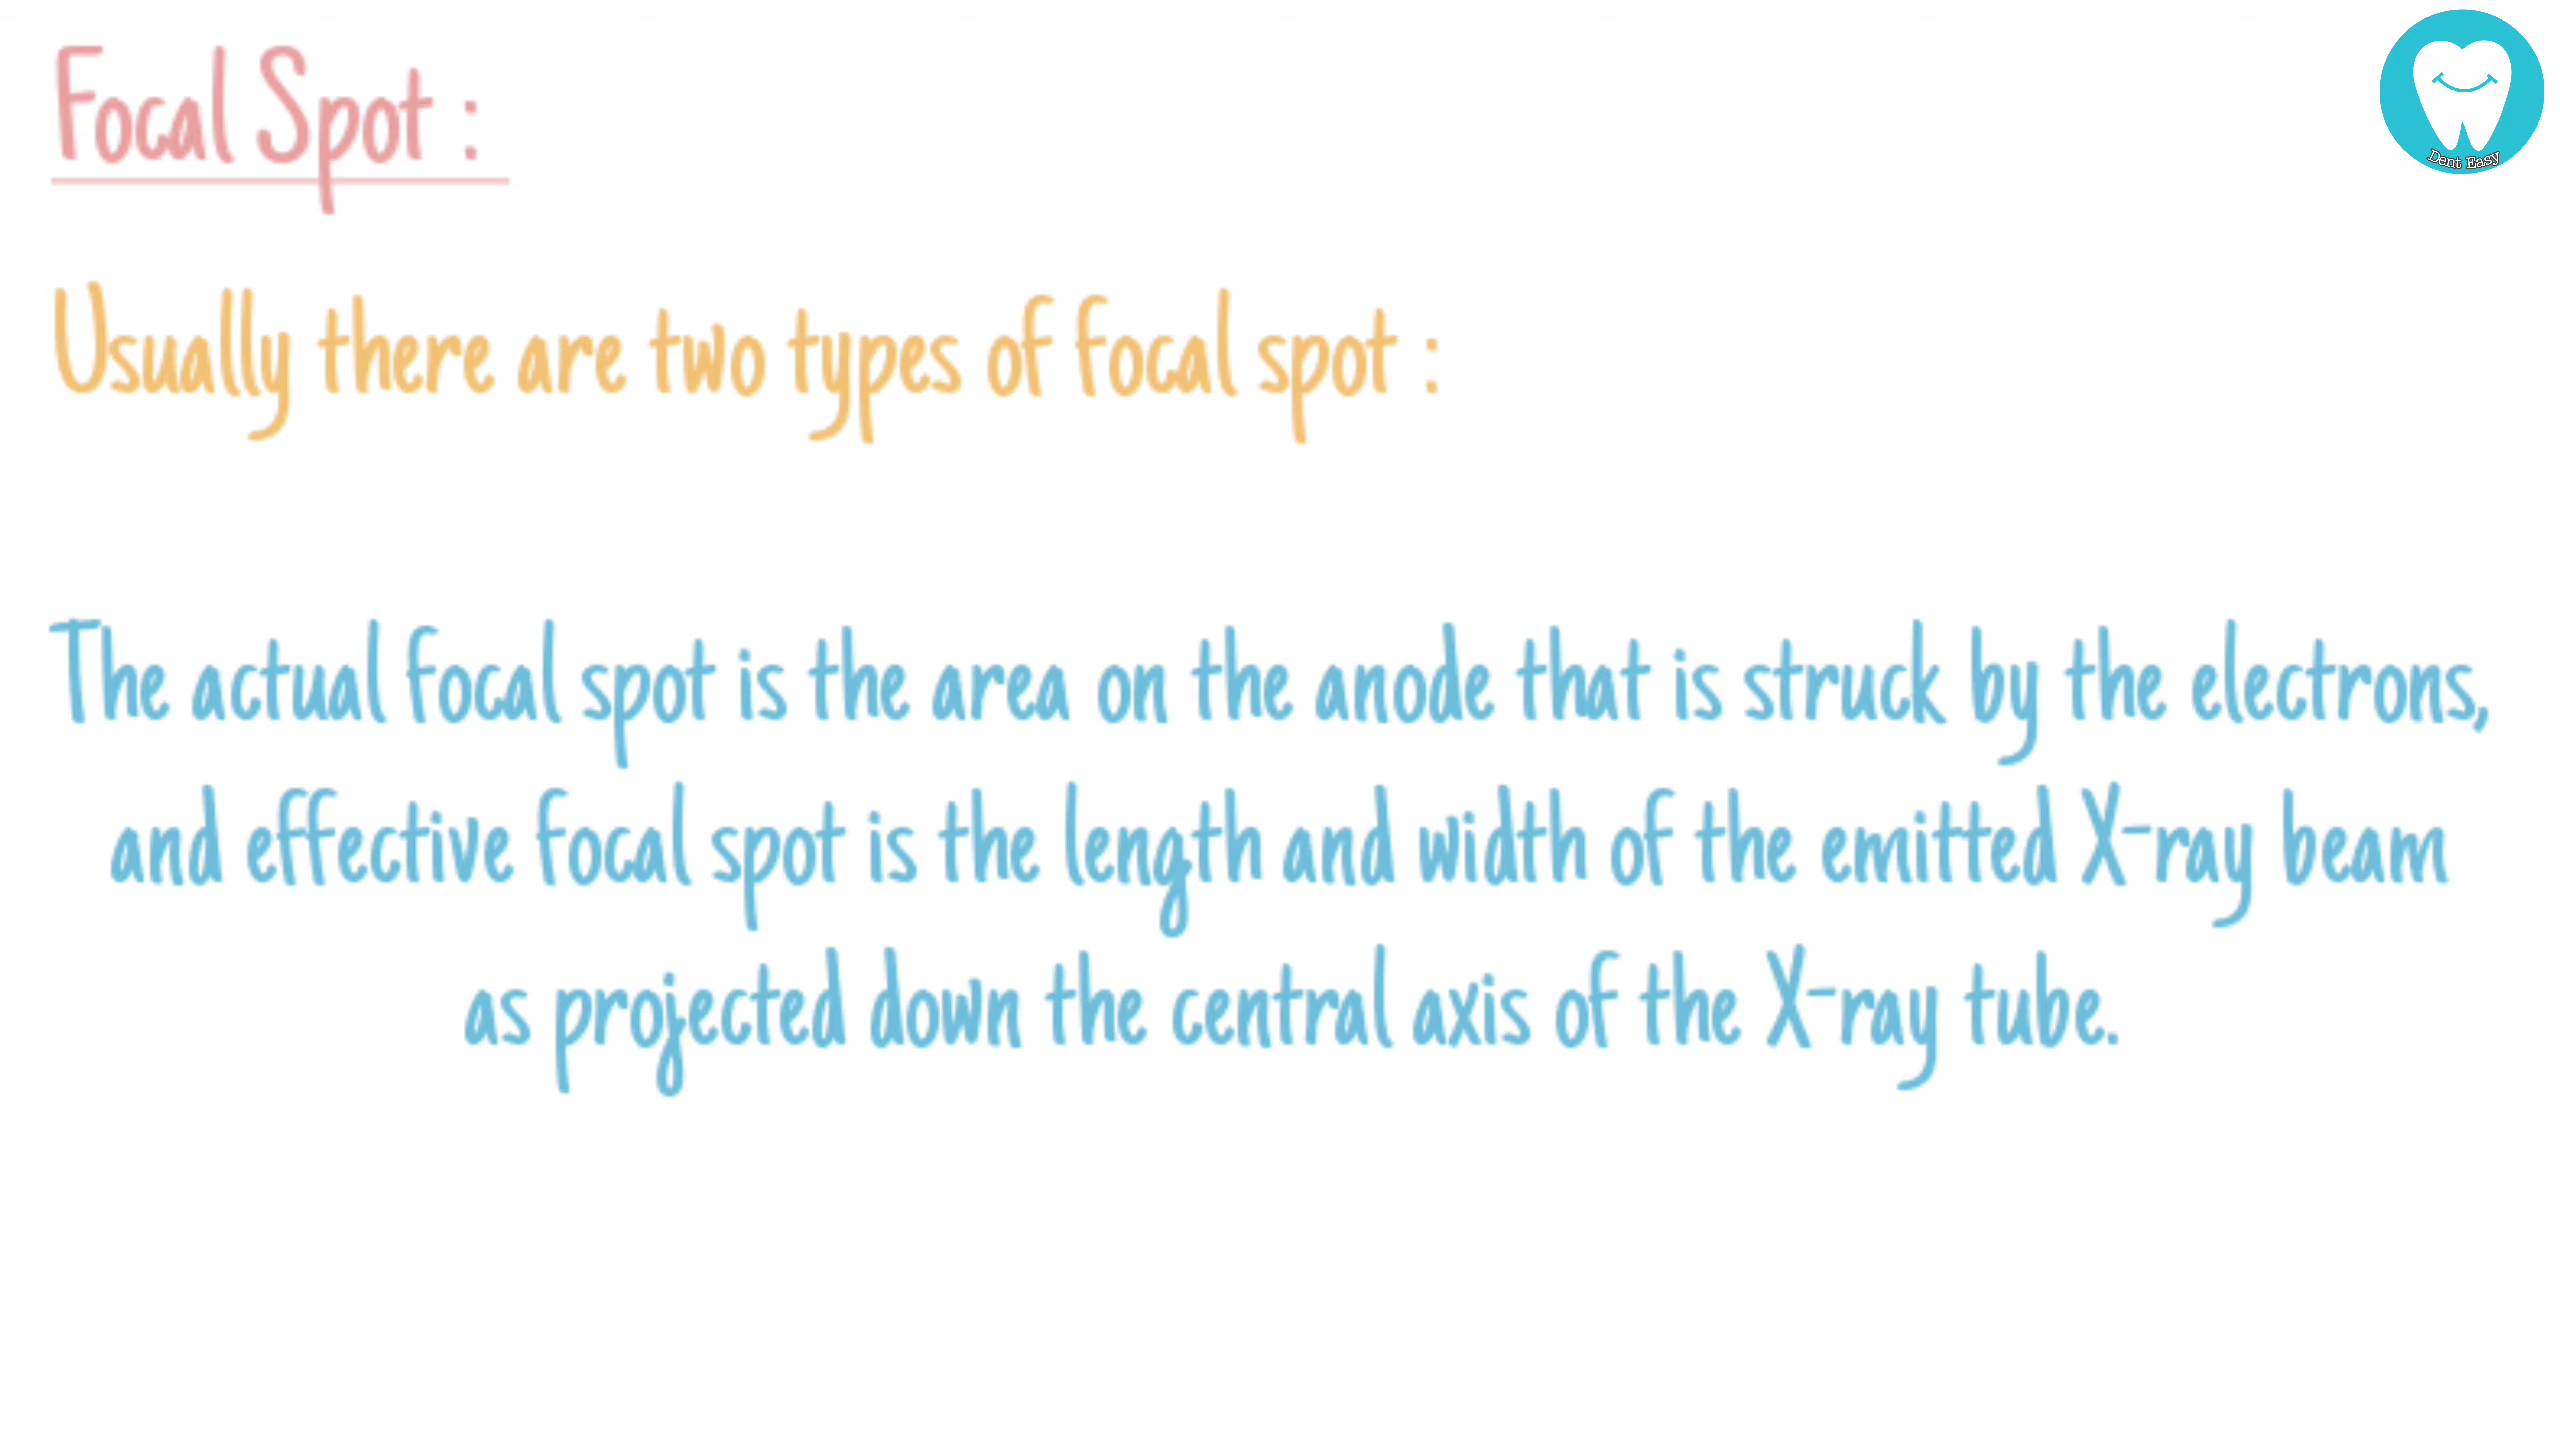 Focal Spot :
Dent Easy
Usually there are two types of focal spot :
The actual focal spot is the area on the anode that is struck by the electrons,
and effective focal spot is the length and width of the emitted X-ray beam
as projected down the central axis of the X-ray tube.